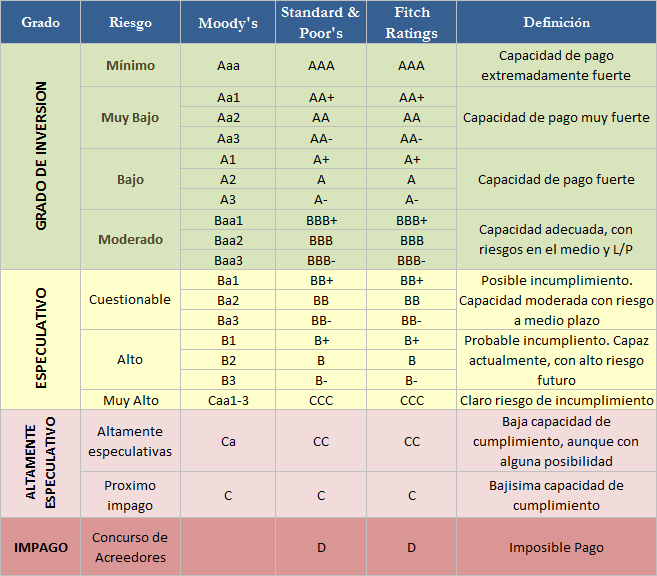 Grado Riesgo Moody's Standard & Poor's Fitch Ratings Definición
GRADO DE INVERSION
Mínimo Aaa AAA AAA Capacidad de pago
extremadamente fuerte
Muy Bajo
Aa1 AA+ AA+
Aa2 AA AA
Aa3 AA- AA-
Capacidad de pago muy fuerte
Bajo
A1 A+ A+
A2 A A
A3 A- A-
Capacidad de pago fuerte
Moderado
Baa1 BBB+ BBB+
Baa2 BBB BBB
Baa3 BBB- BBB-
Capacidad adecuada, con
riesgos en el medio y L/P
ESPECULATIVO
Cuestionable
Ba1 BB+ BB+
Ba2 BB BB
Ba3 BB- BB-
Posible incumplimiento.
Capacidad moderada con riesgo
a medio plazo
Alto
B1 B+ B+
B2 B B
B3 B- B-
Probable incumpliento. Capaz
actualmente, con alto riesgo
futuro
Muy Alto Caa1-3 CCC CCC Claro riesgo de incumplimiento
ALTAMENTE
ESPECULATIVO
Altamente
especulativas
Ca CC CC
Baja capacidad de
cumplimiento, aunque con
alguna posibilidad
Proximo
impago
C C C
Bajisima capacidad de
cumplimiento
IMPAGO
Concurso de
Acreedores
D D
Imposible Pago